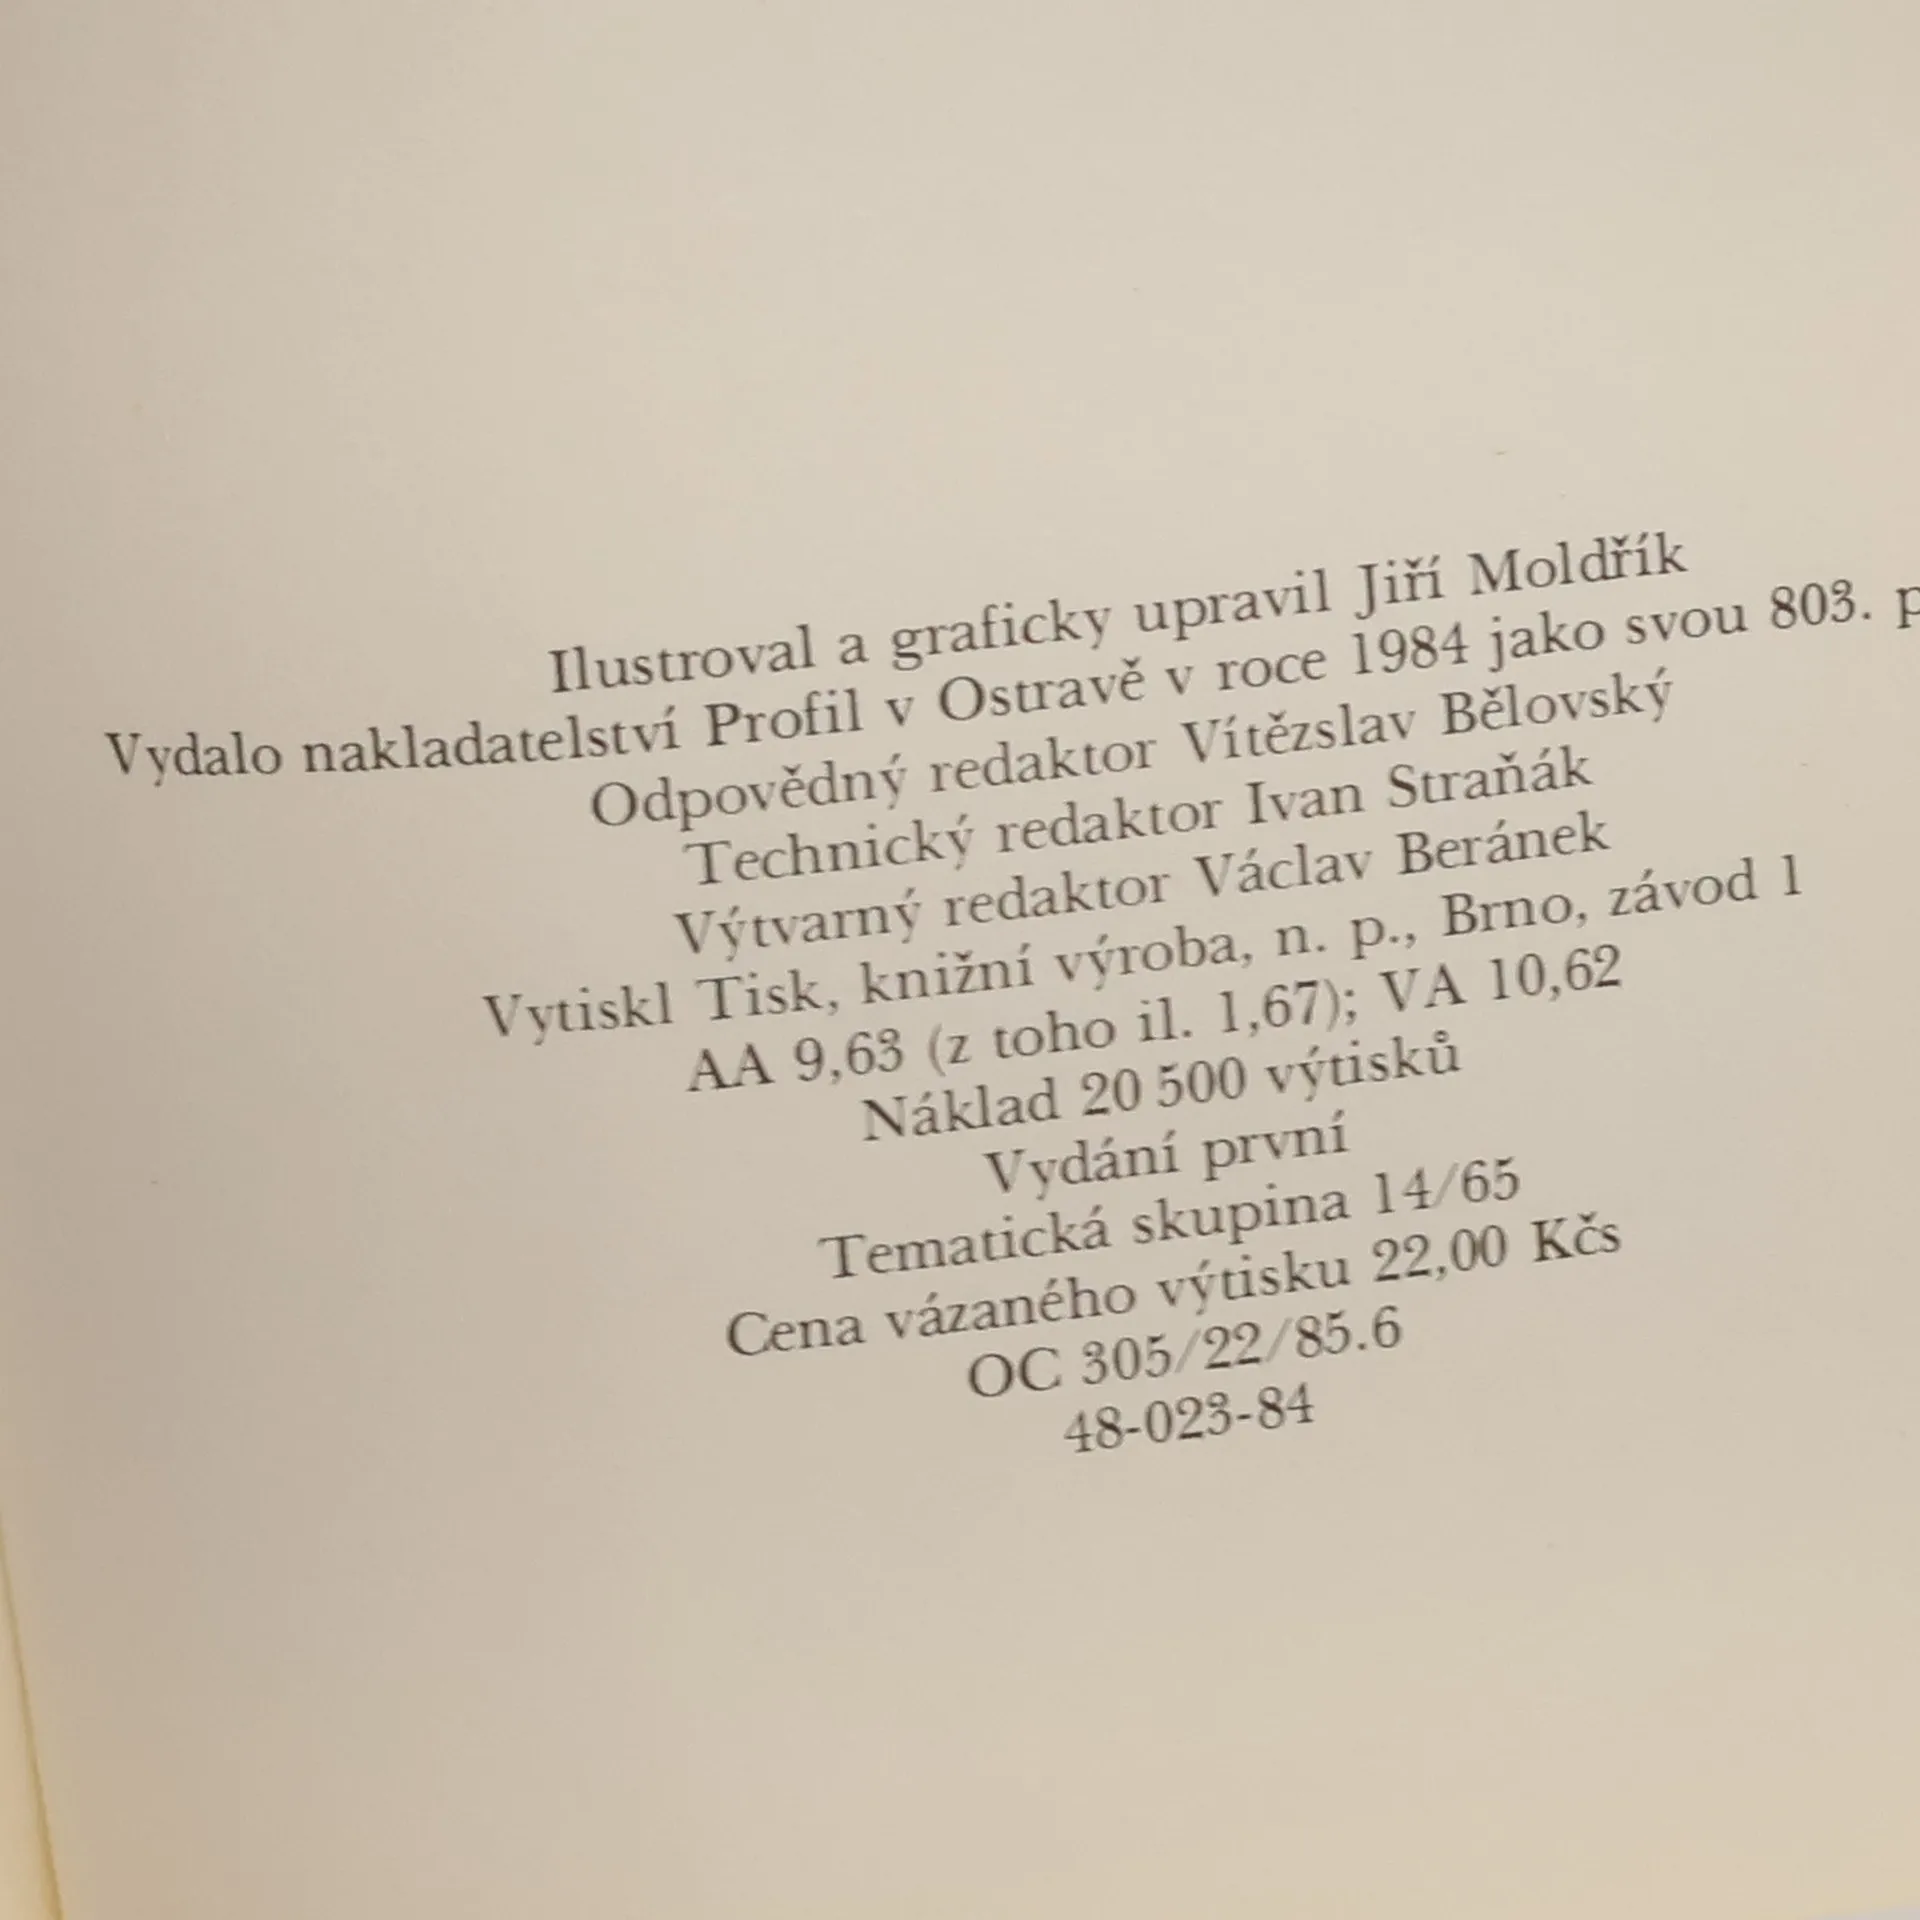 Ilustroval a graficky upravil Jiří Moldřík
Vydalo nakladatelství Profil v Ostravě v roce 1984 jako svou 803. p
Odpovědný redaktor Vítězslav Bělovský
Technický redaktor Ivan Straňák
Výtvarný redaktor Václav Beránek
Vytiskl Tisk, knižní výroba, n. p., Brno, závod 1
AA 9,63 (z toho il. 1,67); VA 10,62
Náklad 20 500 výtisků
Vydání první
Tematická skupina 14/65
Cena vázaného výtisku 22,00 Kčs
OC 305/22/85.6
48-023-84